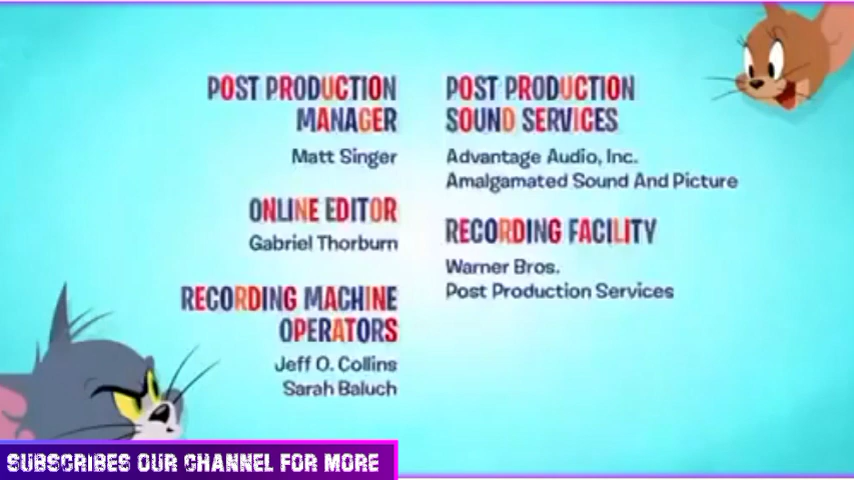 POST PRODUCTION
MANAGER
Matt Singer
ONLINE EDITOR
Gabriel Thorburn
RECORDING MACHINE
OPERATORS
Jeff O. Collins
Sarah Baluch
POST PRODUCTION
SOUND SERVICES
Advantage Audio, Inc.
Amalgamated Sound And Picture
RECORDING FACILITY
Warner Bros.
Post Production Services
SUBSCRIBES OUR CHANNEL FOR MORE